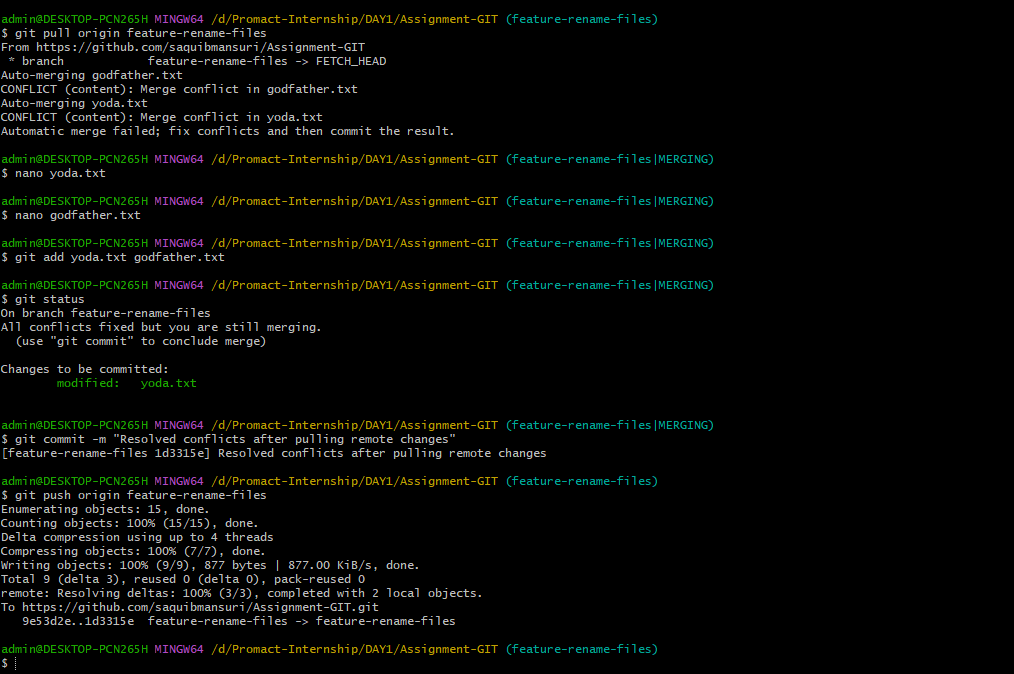 admin@DESKTOP-PCN265H MINGW64 /d/Promact-Internship/DAY1/Assignment-GIT (feature-rename-files)
$ git pull origin feature-rename-files
From https://github.com/saquibmansuri/Assignment-GIT
 * branch            feature-rename-files -> FETCH_HEAD
Auto-merging godfather.txt
CONFLICT (content): Merge conflict in godfather.txt
Auto-merging yoda.txt
CONFLICT (content): Merge conflict in yoda.txt
Automatic merge failed; fix conflicts and then commit the result.
admin@DESKTOP-PCN265H MINGW64 /d/Promact-Internship/DAY1/Assignment-GIT (feature-rename-files|MERGING)
$ nano yoda.txt
admin@DESKTOP-PCN265H MINGW64 /d/Promact-Internship/DAY1/Assignment-GIT (feature-rename-files|MERGING)
$ nano godfather.txt
admin@DESKTOP-PCN265H MINGW64 /d/Promact-Internship/DAY1/Assignment-GIT (feature-rename-files|MERGING)
$ git add yoda.txt godfather.txt
admin@DESKTOP-PCN265H MINGW64 /d/Promact-Internship/DAY1/Assignment-GIT (feature-rename-files|MERGING)
$ git status
On branch feature-rename-files
All conflicts fixed but you are still merging.
  (use "git commit" to conclude merge)
Changes to be committed:
        modified:   yoda.txt
admin@DESKTOP-PCN265H MINGW64 /d/Promact-Internship/DAY1/Assignment-GIT (feature-rename-files|MERGING)
$ git commit -m "Resolved conflicts after pulling remote changes"
[feature-rename-files 1d3315e] Resolved conflicts after pulling remote changes
admin@DESKTOP-PCN265H MINGW64 /d/Promact-Internship/DAY1/Assignment-GIT (feature-rename-files)
$ git push origin feature-rename-files
Enumerating objects: 15, done.
Counting objects: 100% (15/15), done.
Delta compression using up to 4 threads
Compressing objects: 100% (7/7), done.
Writing objects: 100% (9/9), 877 bytes | 877.00 KiB/s, done.
Total 9 (delta 3), reused 0 (delta 0), pack-reused 0
remote: Resolving deltas: 100% (3/3), completed with 2 local objects.
To https://github.com/saquibmansuri/Assignment-GIT.git
   9e53d2e..1d3315e  feature-rename-files -> feature-rename-files
admin@DESKTOP-PCN265H MINGW64 /d/Promact-Internship/DAY1/Assignment-GIT (feature-rename-files)
$